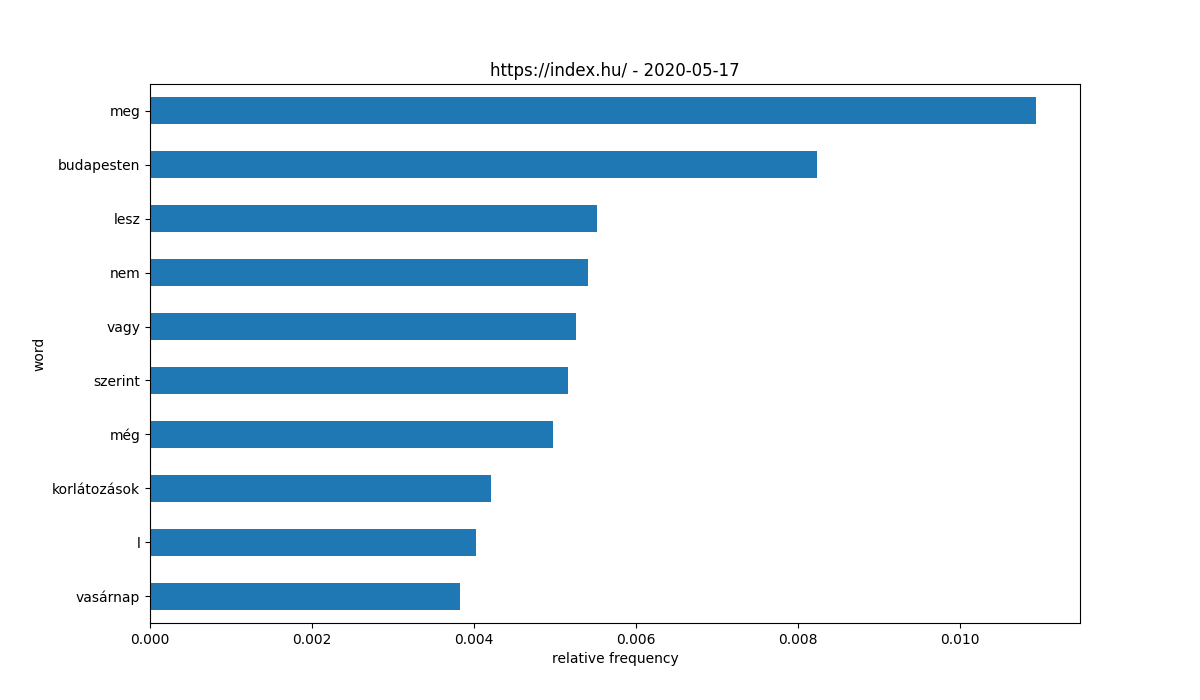 https://index.hu/ - 2020-05-17
meg
budapesten
lesz
nem
vagy
szerint
még
korlátozások
l
vasárnap
word
0.000 0.002 0.004 0.006 0.008 0.010
relative frequency